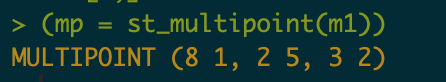 > (mp = st_multipoint(m1))
MULTIPOINT (8 1, 2 5, 3 2)